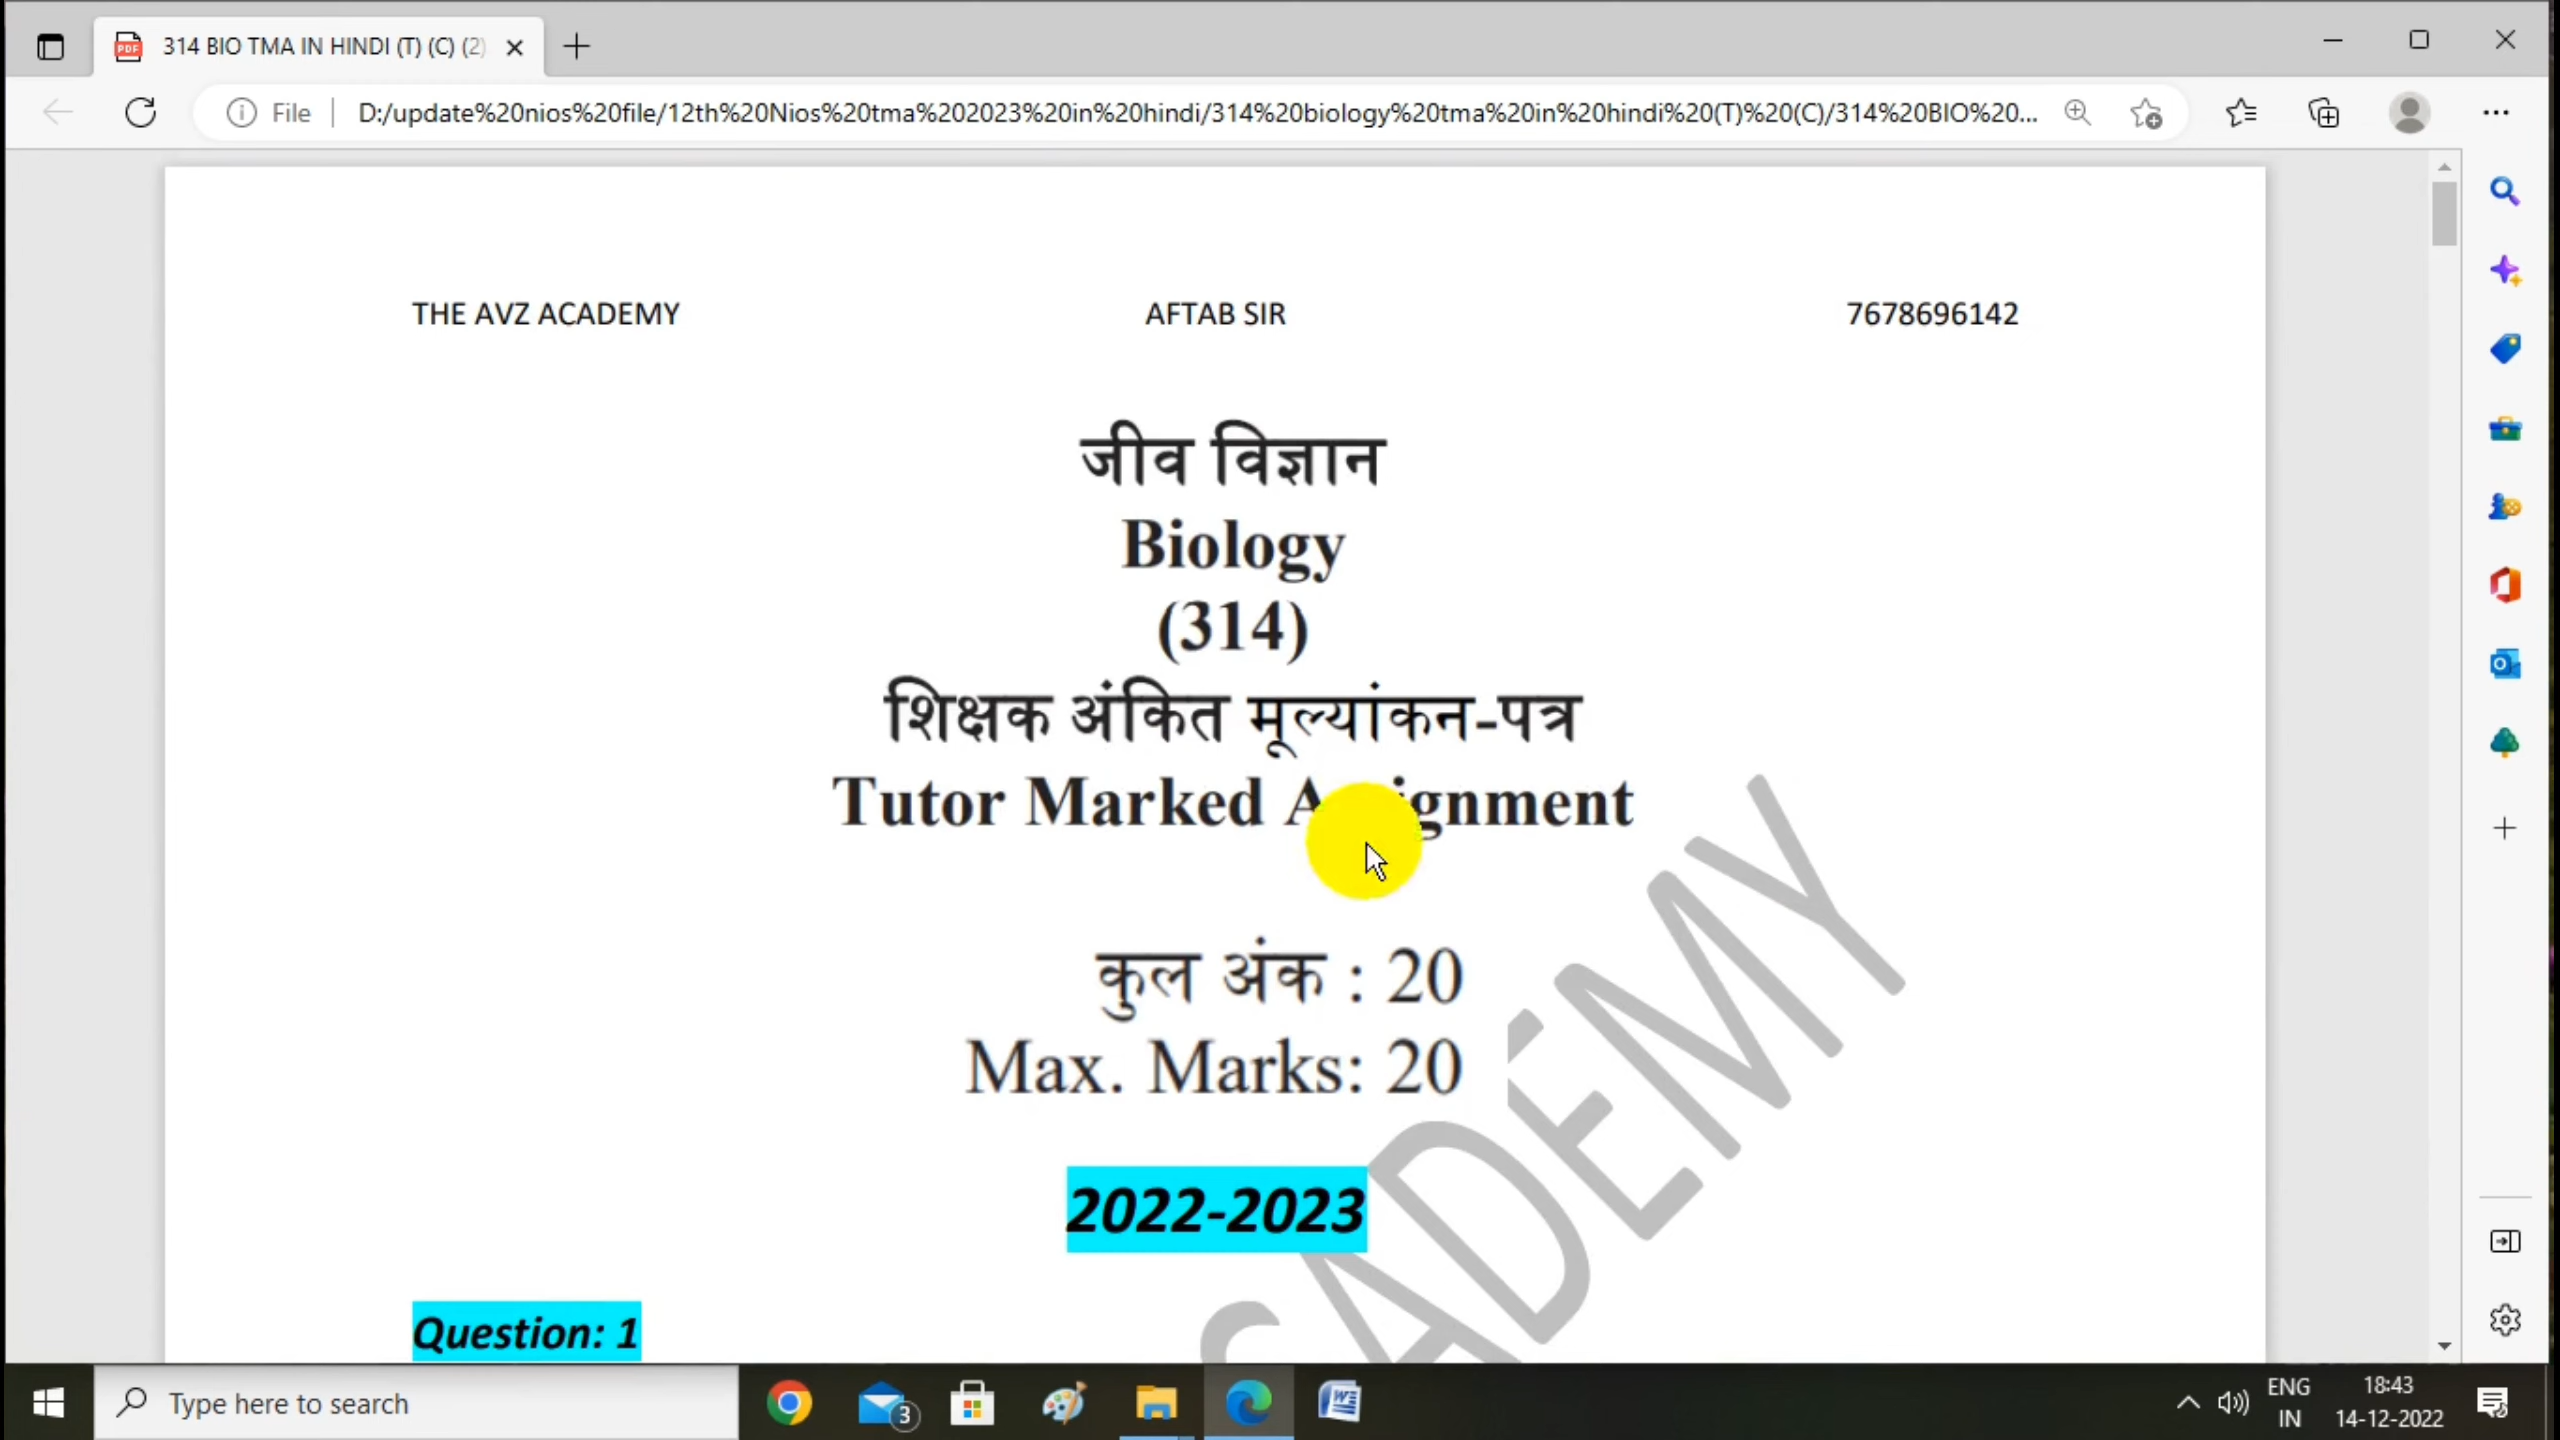 314 BIO TMA IN HINDI (T) (C) (2)
File
D:/update%20nios%20file/12th%20Nios%20tma%202023%20in%20hindi/314%20biology%20tma%20in%20hindi%20(T)%20(C)/314%20BIO%20...
THE AVZ ACADEMY AFTAB SIR 7678696142
जीव विज्ञान
Biology
(314)
शिक्षक अंकित मूल्यांकन-पत्र
Tutor Marked
कुल अंक : 20
Max. Marks: 20
2022-2023
Question: 1
Type here to search
3
ENG
IN
18:43
14-12-2022